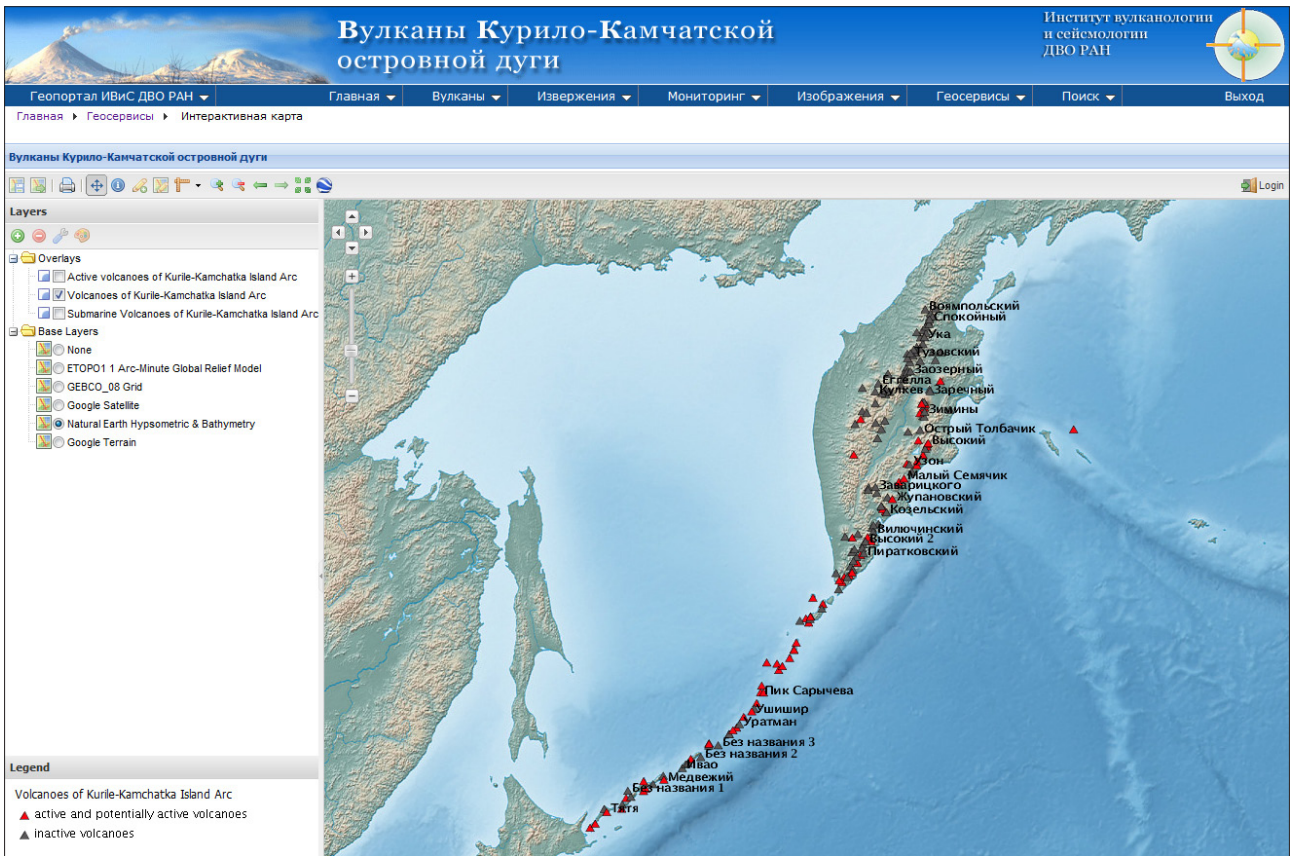 Вулканы Курило-Камчатской
островной дуги
Институт вулканологии
и сейсмологии
ДВО РАН
Геопортал ИВиС ДВО РАН Главная Вулканы Извержения Мониторинг Изображения Геосервисы Поиск Выход
Главная Геосервисы Интерактивная карта
Вулканы Курило-Камчатской островной дуги
Login
Layers
Overlays
Active volcanoes of Kurile-Kamchatka Island Arc
Volcanoes of Kurile-Kamchatka Island Arc
Submarine Volcanoes of Kurile-Kamchatka Island Arc
Base Layers
None
ETOPO1 1 Arc-Minute Global Relief Model
GEBCO_08 Grid
Google Satellite
Natural Earth Hypsometric & Bathymetry
Google Terrain
Воямпольский
Спокойный
Ука
Тузовский
Заозерный
Еггелла
Кулкев Заречный
Зимины
Острый Толбачик
Высокий
Узон
Малый Семячик
Заварицкого
Жупановский
Козельский
Вилючинский
Высокий 2
Пиратковский
Пик Сарычева
Ушишир
Уратман
Без названия 3
Без названия 2
Ивао
Медвежий
Без названия 1
Тятя
Legend
Volcanoes of Kurile-Kamchatka Island Arc
active and potentially active volcanoes
inactive volcanoes